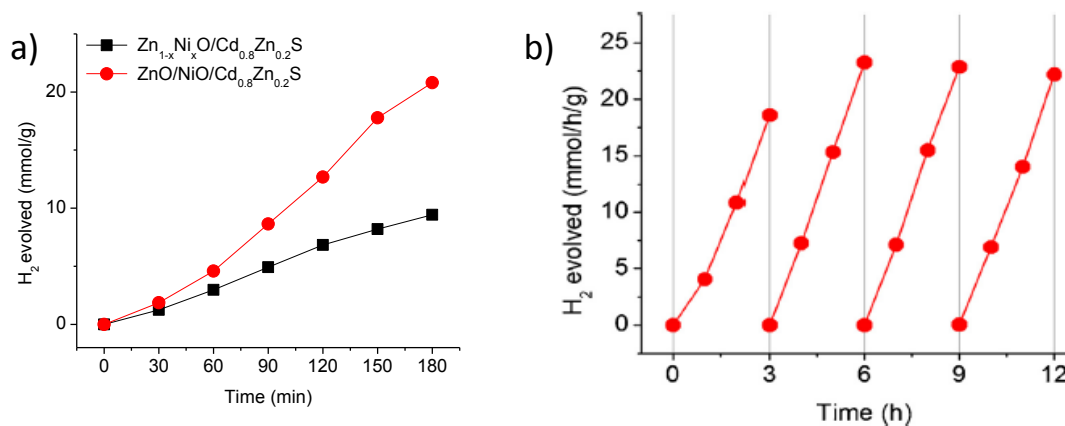 a)
Zn1-xNixO/Cd0.8Zn0.2S
ZnO/NiO/Cd0.8Zn0.2S
H2 evolved (mmol/g)
20
10
0
0 30 60 90 120 150 180
Time (min)
b)
H2 evolved (mmol/h/g)
25
20
15
10
5
0
0 3 6 9 12
Time (h)